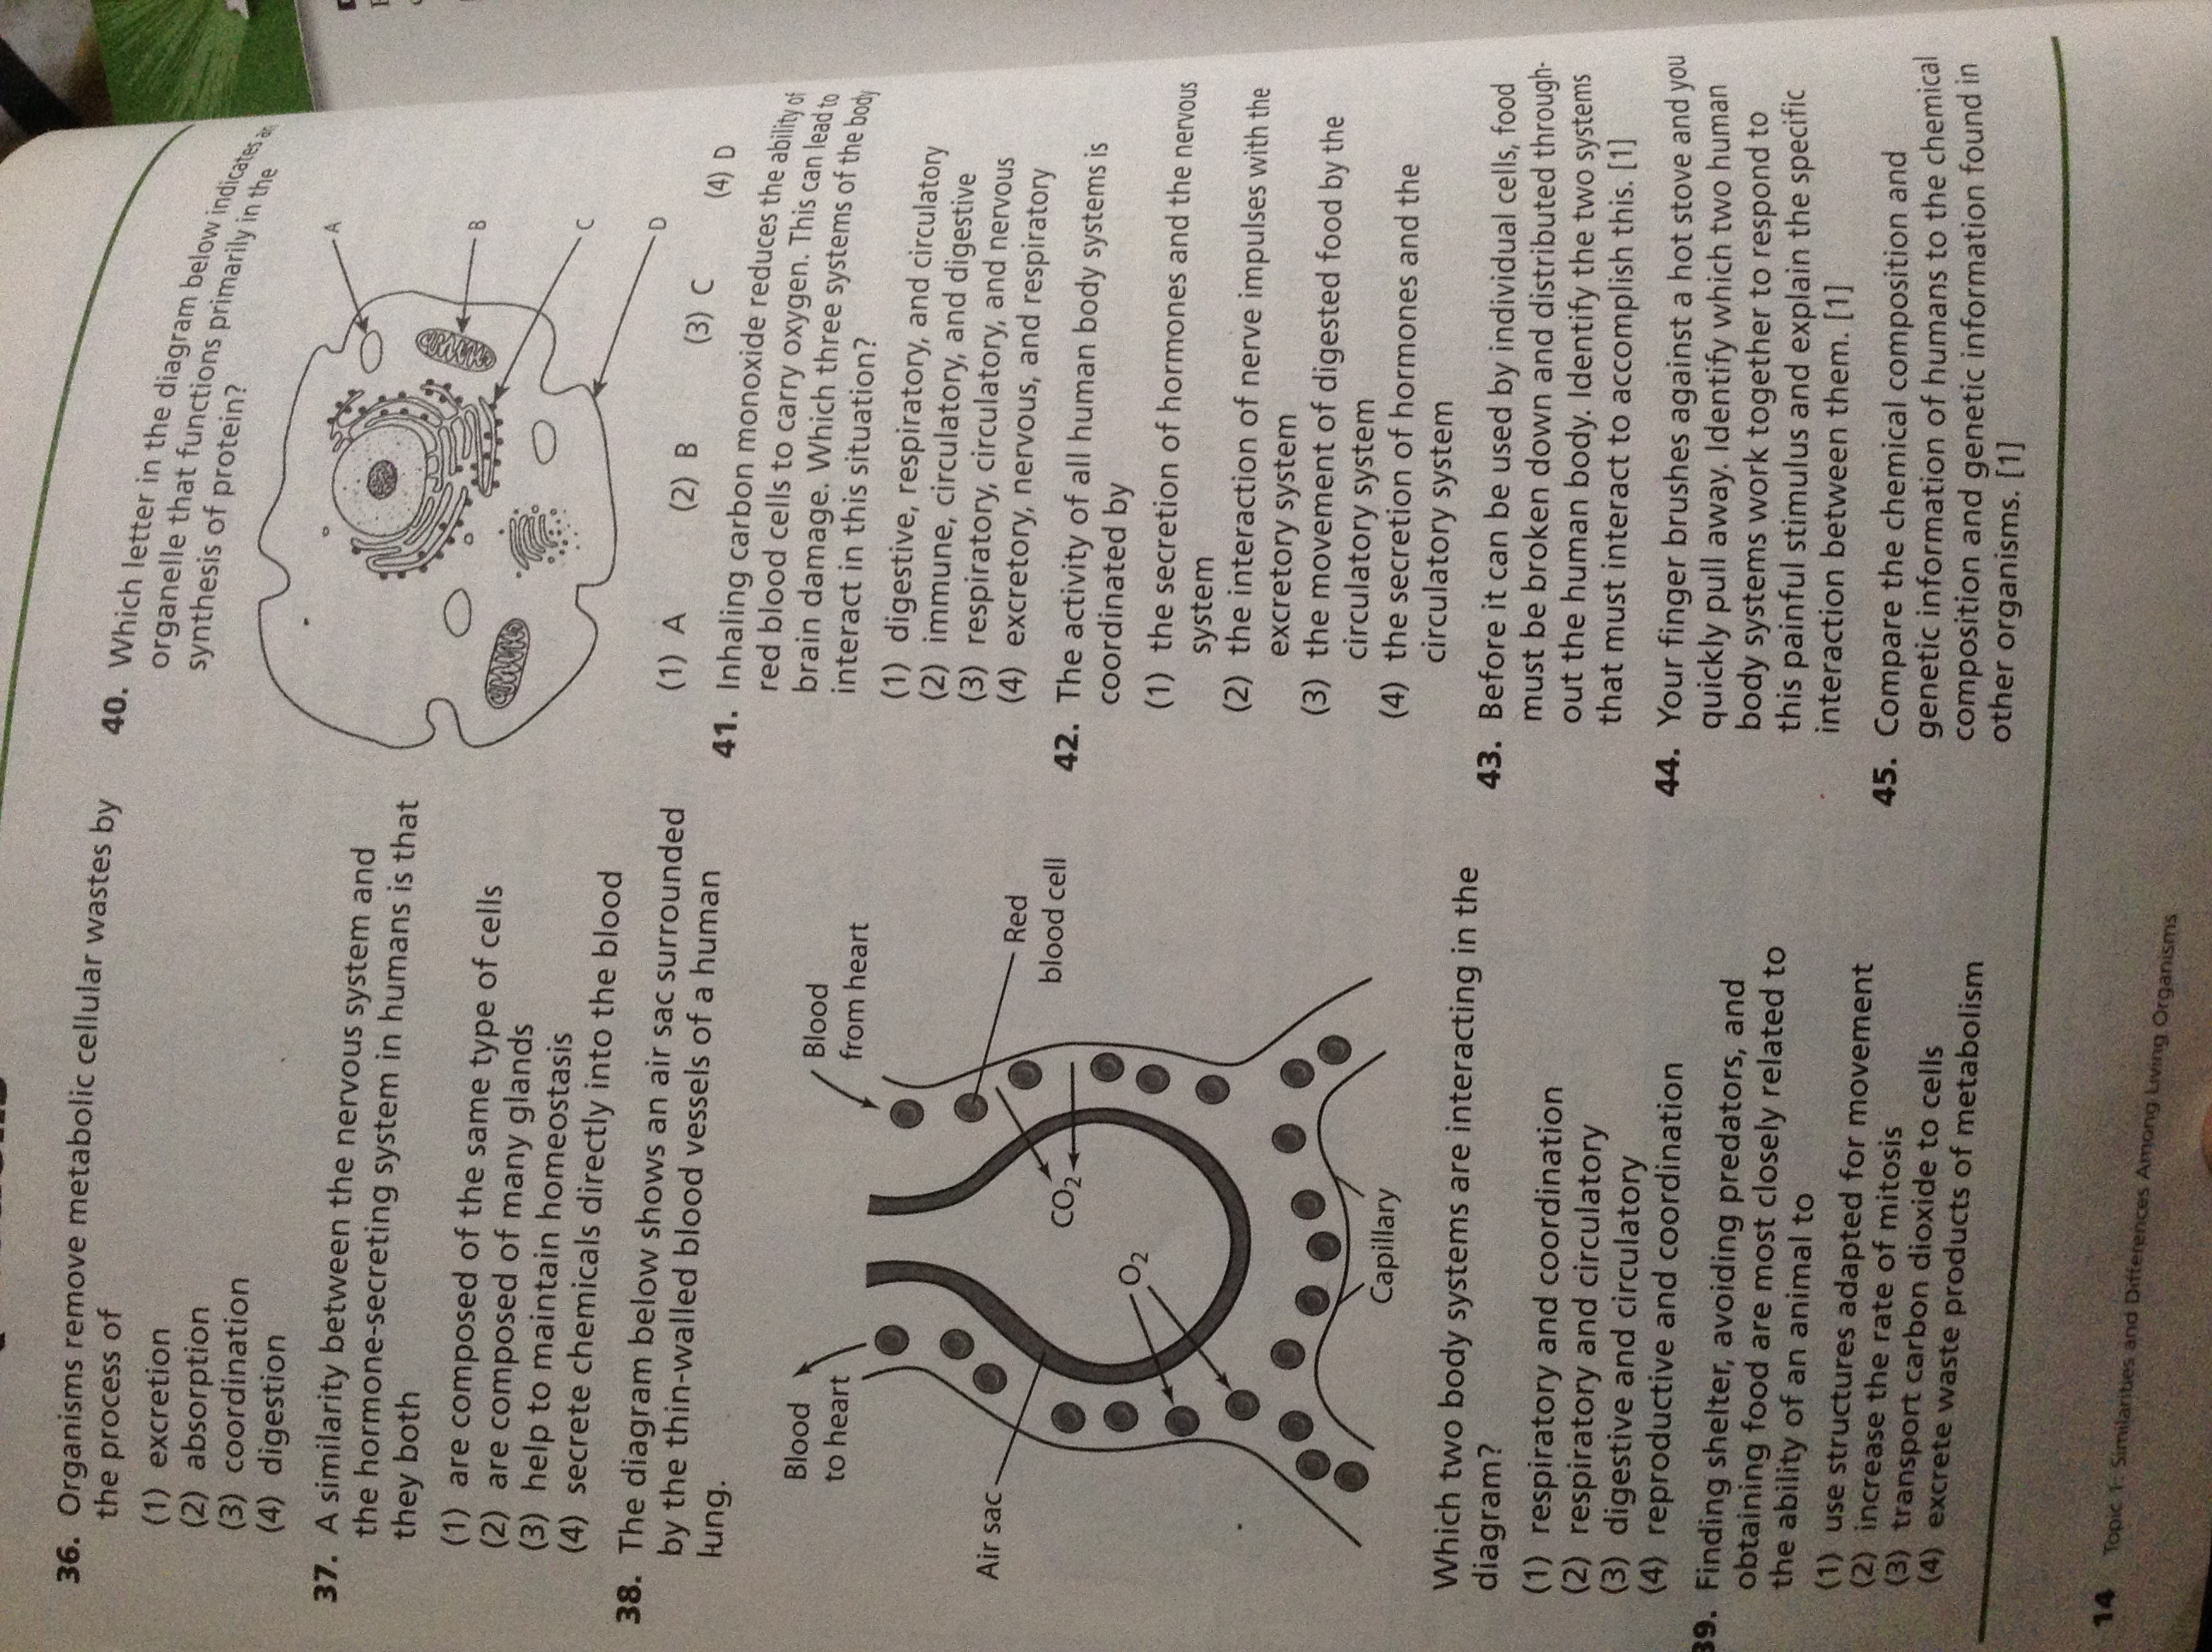 36. Organisms remove metabolic cellular wastes by
the process of
(1) excretion
(2) absorption
(3) coordination
(4) digestion
37. A similarity between the nervous system and
the hormone-secreting system in humans is that
they both
(1) are composed of the same type of cells
(2) are composed of many glands
(3) help to maintain homeostasis
(4) secrete chemicals directly into the blood
38. The diagram below shows an air sac surrounded
by the thin-walled blood vessels of a human
lung.
Blood
to heart
Blood
from heart
Air sac
Red
blood cell
CO₂
O₂
Capillary
Which two body systems are interacting in the
diagram?
(1) respiratory and coordination
(2) respiratory and circulatory
(3) digestive and circulatory
(4) reproductive and coordination
39. Finding shelter, avoiding predators, and
obtaining food are most closely related to
the ability of an animal to
(1) use structures adapted for movement
(2) increase the rate of mitosis
(3) transport carbon dioxide to cells
(4) excrete waste products of metabolism
40. Which letter in the diagram below indicates an
organelle that functions primarily in the
synthesis of protein?
A
B
C
D
(1) A (2) B (3) C (4) D
41. Inhaling carbon monoxide reduces the ability of
red blood cells to carry oxygen. This can lead to
brain damage. Which three systems of the body
interact in this situation?
(1) digestive, respiratory, and circulatory
(2) immune, circulatory, and digestive
(3) respiratory, circulatory, and nervous
(4) excretory, nervous, and respiratory
42. The activity of all human body systems is
coordinated by
(1) the secretion of hormones and the nervous
system
(2) the interaction of nerve impulses with the
excretory system
(3) the movement of digested food by the
circulatory system
(4) the secretion of hormones and the
circulatory system
43. Before it can be used by individual cells, food
must be broken down and distributed through-
out the human body. Identify the two systems
that must interact to accomplish this. [1]
44. Your finger brushes against a hot stove and you
quickly pull away. Identify which two human
body systems work together to respond to
this painful stimulus and explain the specific
interaction between them. [1]
45. Compare the chemical composition and
genetic information of humans to the chemical
composition and genetic information found in
other organisms. [1]
14 Topic 1: Similarities and Differences Among Living Organisms